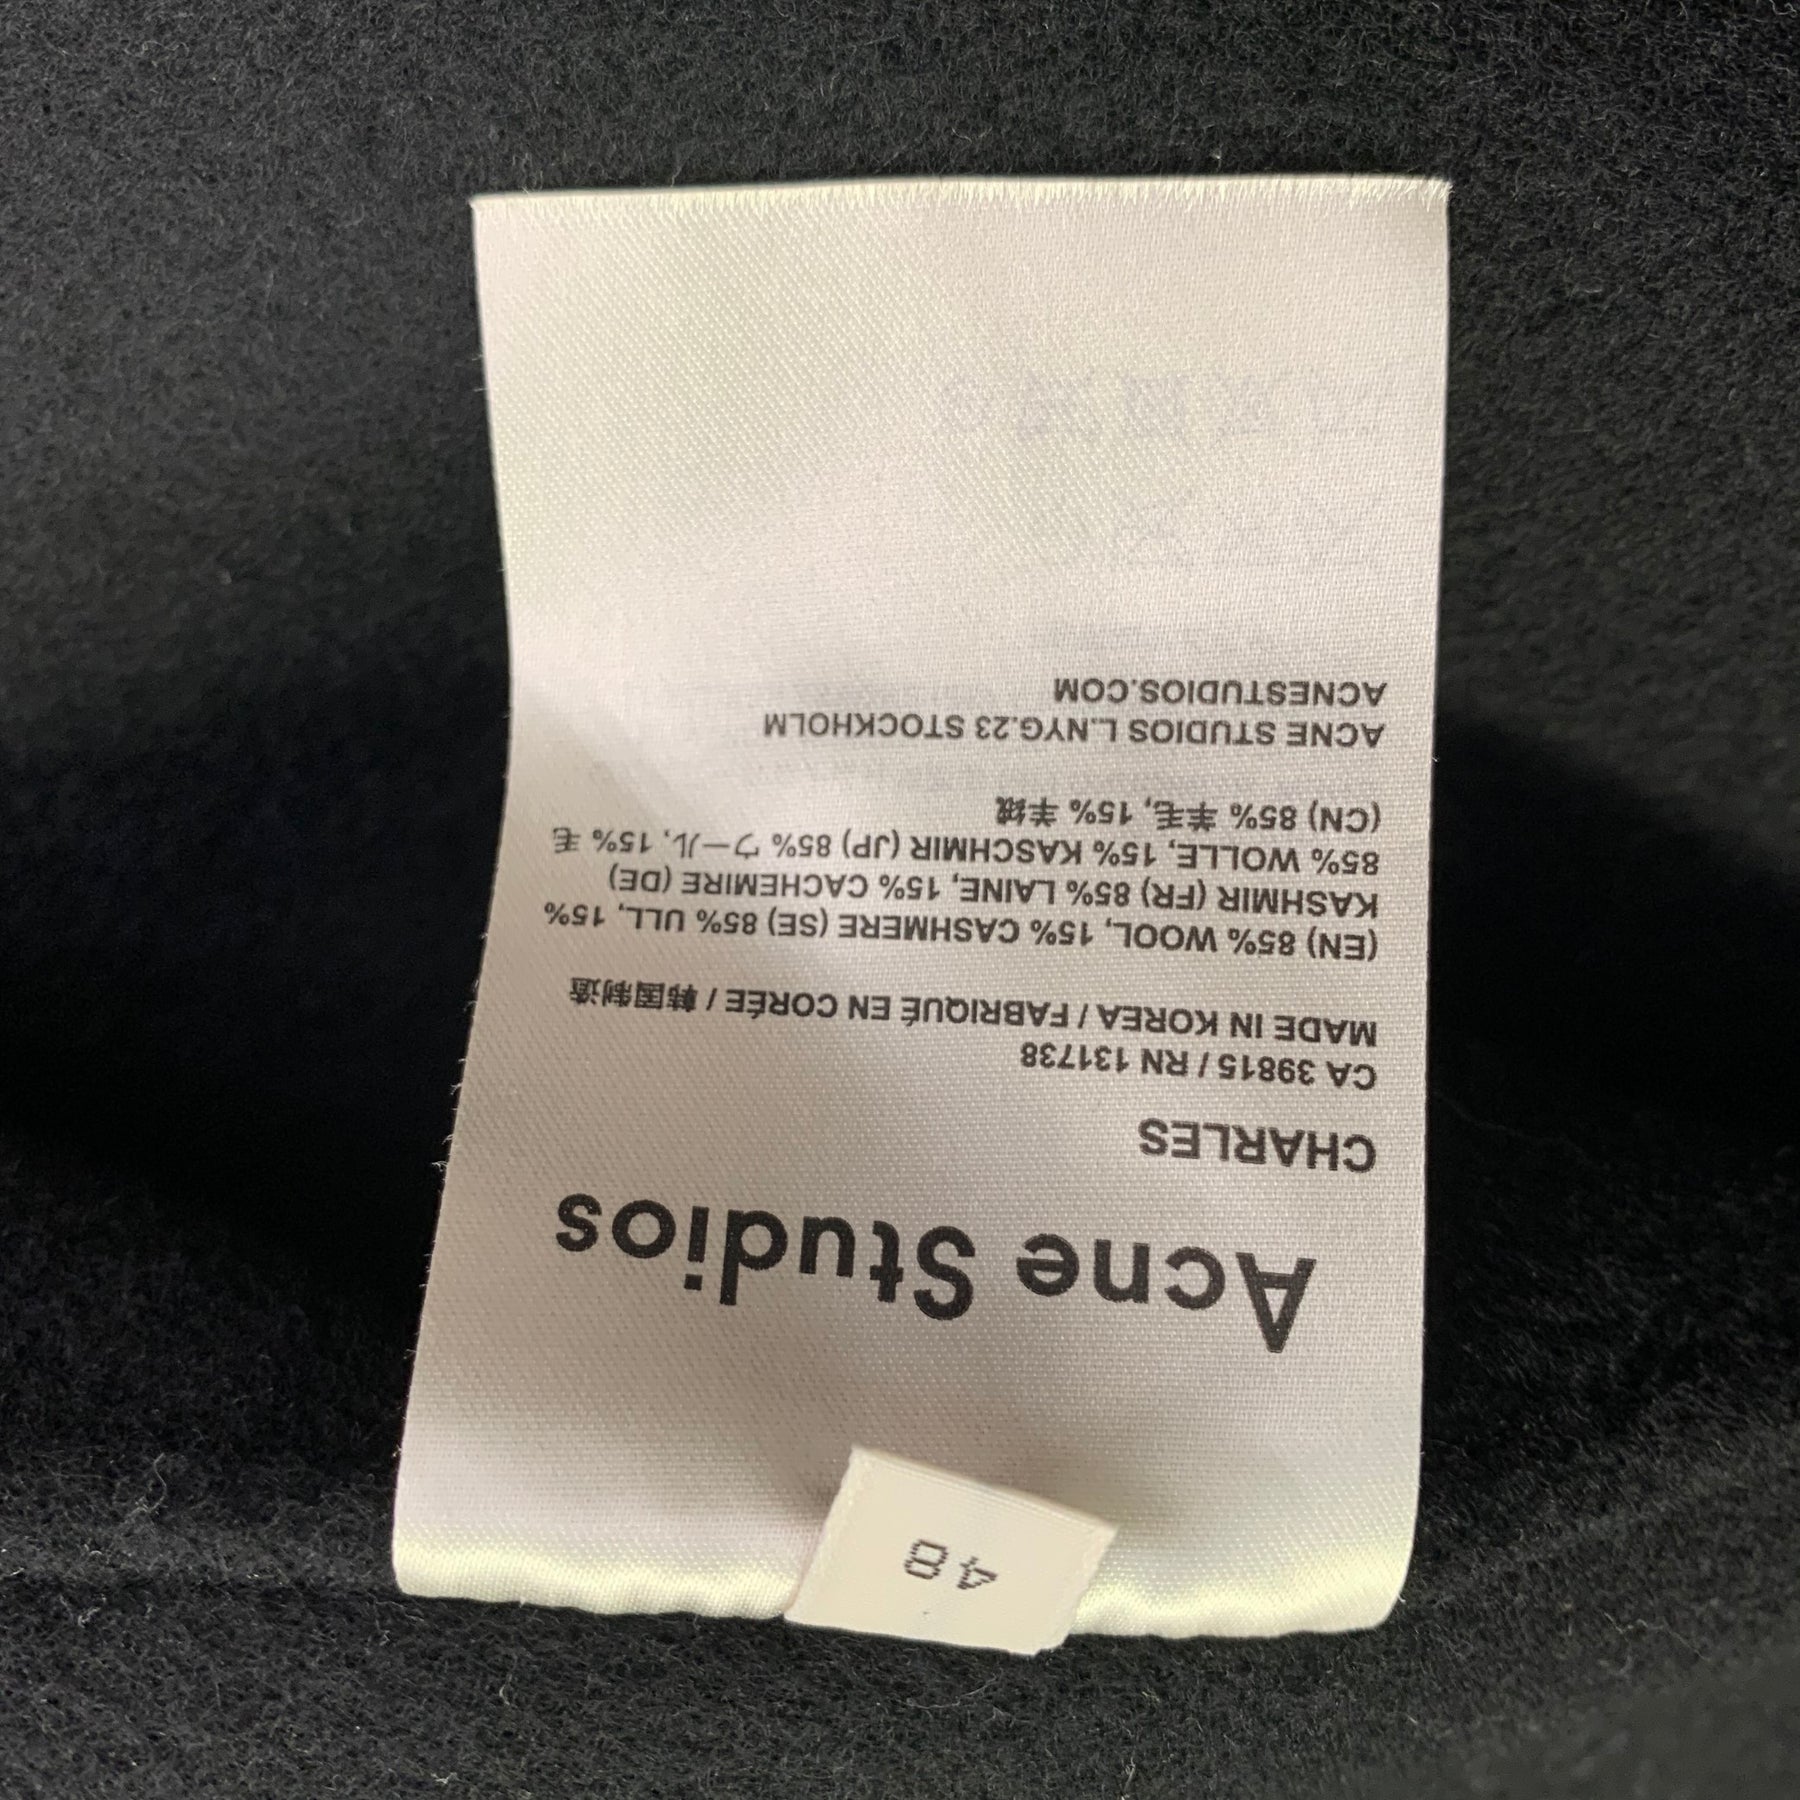 48
Acne Studios
CHARLES
CA 39815 / RN 131738
MADE IN KOREA / FABRIQUÉ EN CORÉE / 韩国制造
(EN) 85% WOOL, 15% CASHMERE (SE) 85% ULL, 15%
KASHMIR (FR) 85% LAINE, 15% CACHEMIRE (DE)
85% WOLLE, 15% KASCHMIR (JP) 85% ウール, 15% 毛
(CN) 85% 羊毛, 15% 羊绒
ACNE STUDIOS L.NYG.23 STOCKHOLM
ACNESTUDIOS.COM